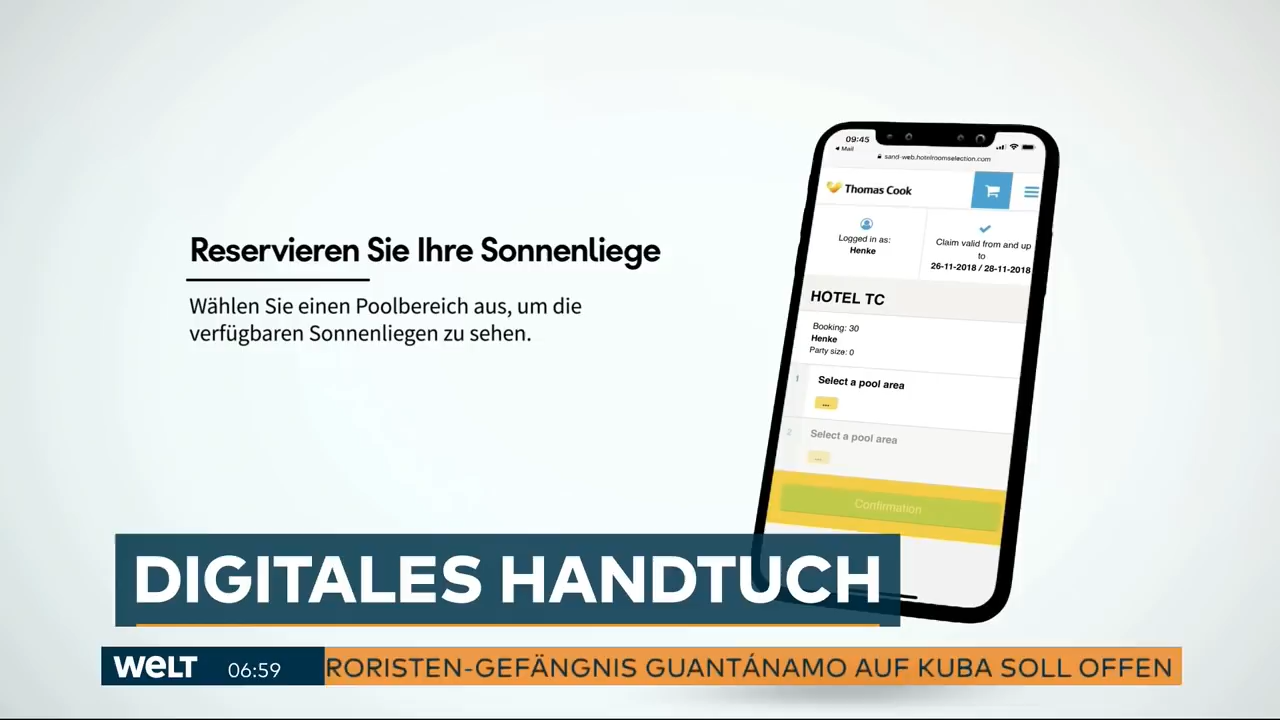 Reservieren Sie Ihre Sonnenliege
Wählen Sie einen Poolbereich aus, um die
verfügbaren Sonnenliegen zu sehen.
09:45
Mail
sand-web.hotelroomselection.com
Thomas Cook
Logged in as:
Henke
Claim valid from and up
to
26-11-2018 / 28-11-2018
HOTEL TC
Booking: 30
Henke
Party size: 0
1
Select a pool area
...
2
Select a pool area
...
Confirmation
DIGITALES HANDTUCH
WELT 06:59 RORISTEN-GEFÄNGNIS GUANTÁNAMO AUF KUBA SOLL OFFEN